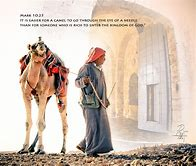 MARK 10:25
IT IS EASIER FOR A CAMEL TO GO THROUGH THE EYE OF A NEEDLE
THAN FOR SOMEONE WHO IS RICH TO ENTER THE KINGDOM OF GOD."